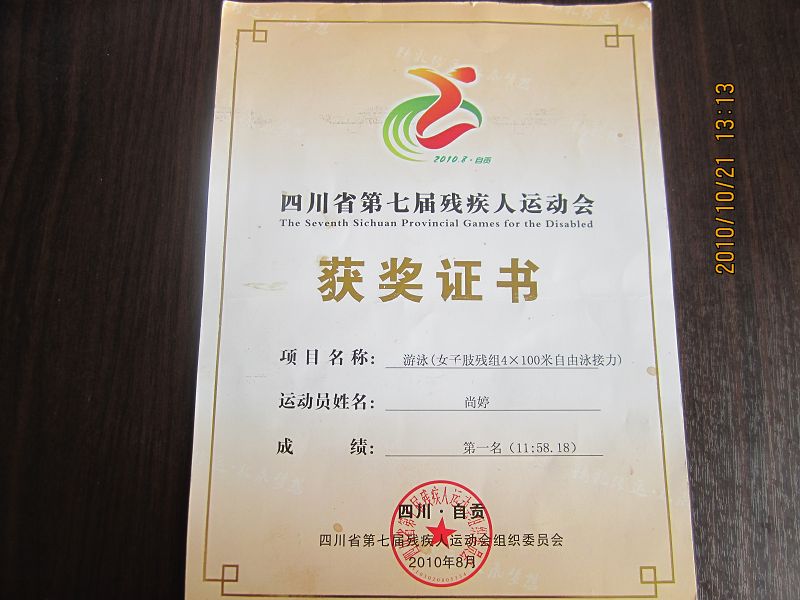 2010.8·自贡
四川省第七届残疾人运动会
The Seventh Sichuan Provincial Games for the Disabled
获奖证书
项目名称: 游泳(女子肢残组4×100米自由泳接力)
运动员姓名: 尚婷
成 绩: 第一名(11:58.18)
四川·自贡
四川省第七届残疾人运动会组织委员会
2010年8月
2010/10/21 13:13